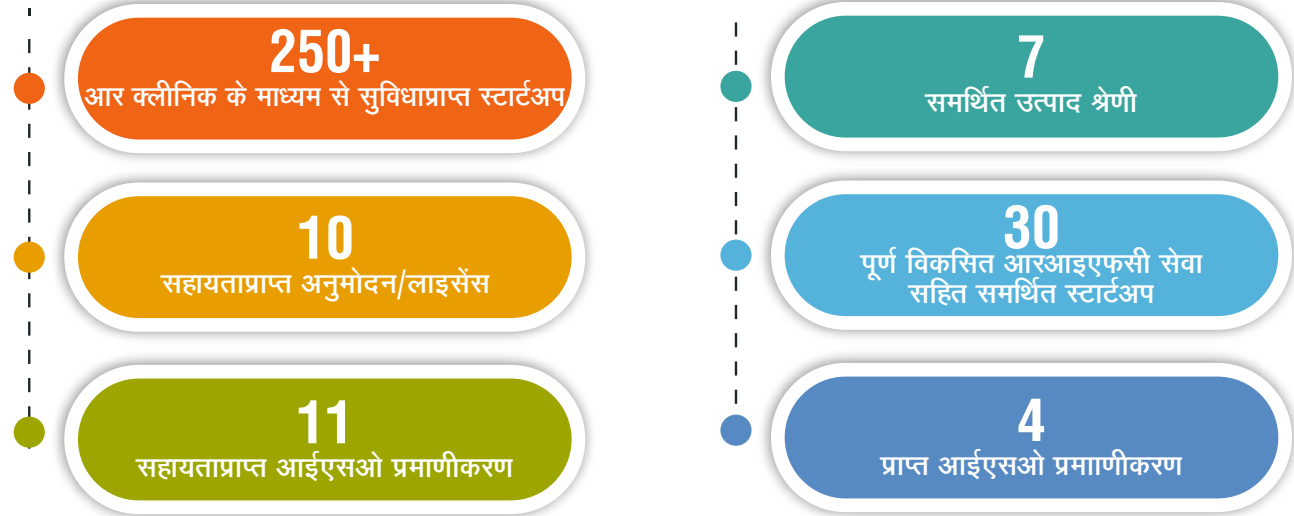 250+
आर क्लीनिक के माध्यम से सुविधाप्राप्त स्टार्टअप
10
सहायताप्राप्त अनुमोदन/लाइसेंस
11
सहायताप्राप्त आईएसओ प्रमाणीकरण
7
समर्थित उत्पाद श्रेणी
30
पूर्ण विकसित आरआइएफसी सेवा
सहित समर्थित स्टार्टअप
4
प्राप्त आईएसओ प्रमााणीकरण